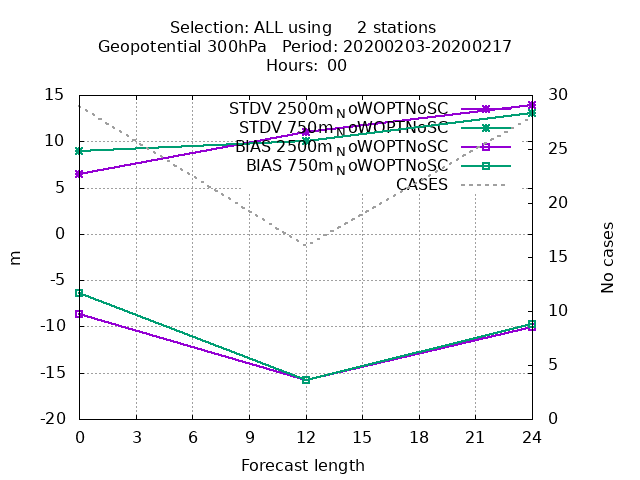 Selection: ALL using     2 stations
Geopotential 300hPa   Period: 20200203-20200217
Hours:  00
STDV 2500m_NoWOPTNoSC
STDV 750m_NoWOPTNoSC
BIAS 2500m_NoWOPTNoSC
BIAS 750m_NoWOPTNoSC
CASES
15
10
5
0
-5
-10
-15
-20
m
30
25
20
15
10
5
0
No cases
0 3 6 9 12 15 18 21 24
Forecast length